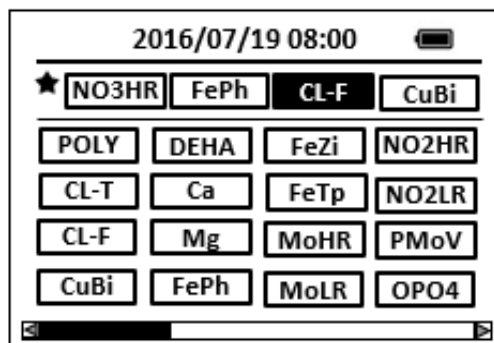 2016/07/19 08:00
NO3HR FePh CL-F CuBi
POLY DEHA FeZi NO2HR
CL-T Ca FeTp NO2LR
CL-F Mg MoHR PMoV
CuBi FePh MoLR OPO4